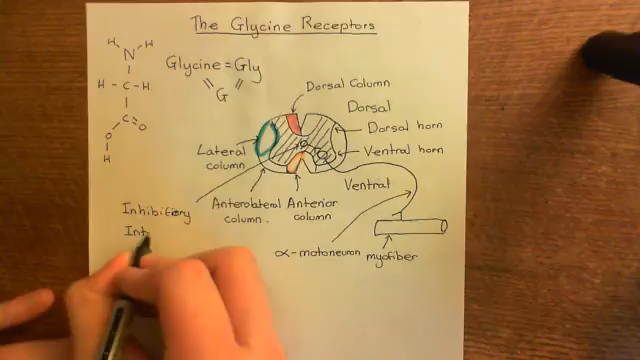 The Glycine Receptors
H H
N
H - C - H
C = O
O
H
Glycine = Gly
G
Dorsal Column
Dorsal
Dorsal horn
Ventral horn
Lateral
column
Ventral
Anterolateral
column.
Anterior
column
Inhibitory
Int
α-motoneuron
myofiber